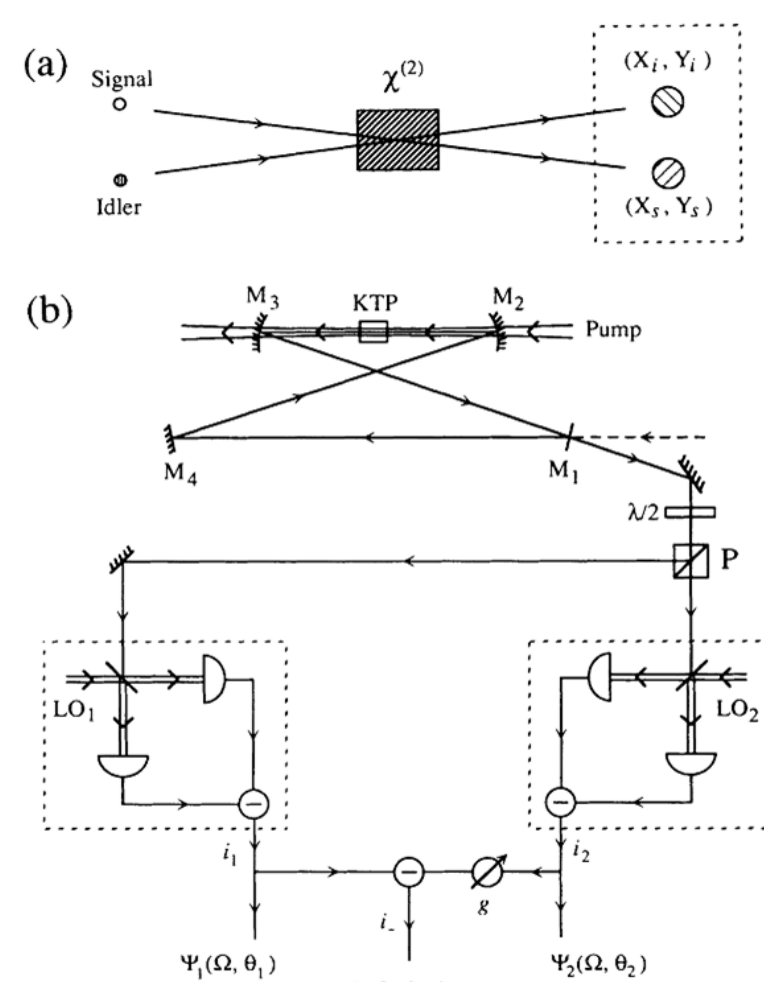 (a)
Signal
χ(2)
(Xi, Yi)
Idler
(Xs, Ys)
(b)
M3
KTP
M2
Pump
M4
M1
λ/2
P
LO1
LO2
−
−
i1
−
i2
g
i-
Ψ1(Ω, θ1)
Ψ2(Ω, θ2)